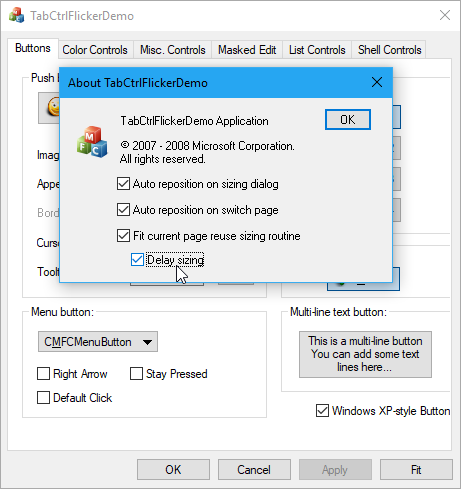 TabCtrlFlickerDemo
Buttons
Color Controls
Misc. Controls
Masked Edit
List Controls
Shell Controls
Push b
About TabCtrlFlickerDemo
TabCtrlFlickerDemo Application
OK
© 2007 - 2008 Microsoft Corporation.
All rights reserved.
Imag
Auto reposition on sizing dialog
Appe
Auto reposition on switch page
Bord
Fit current page reuse sizing routine
Curso
Delay sizing
Toolti
Menu button:
Multi-line text button:
CMFCMenuButton
This is a multi-line button
You can add some text
lines here...
Right Arrow
Stay Pressed
Default Click
Windows XP-style Button
OK
Cancel
Apply
Fit